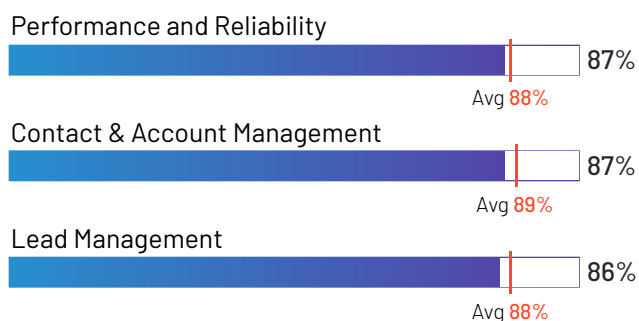 Performance and Reliability
87%
Avg 88%
Contact & Account Management
87%
Avg 89%
Lead Management
86%
Avg 88%